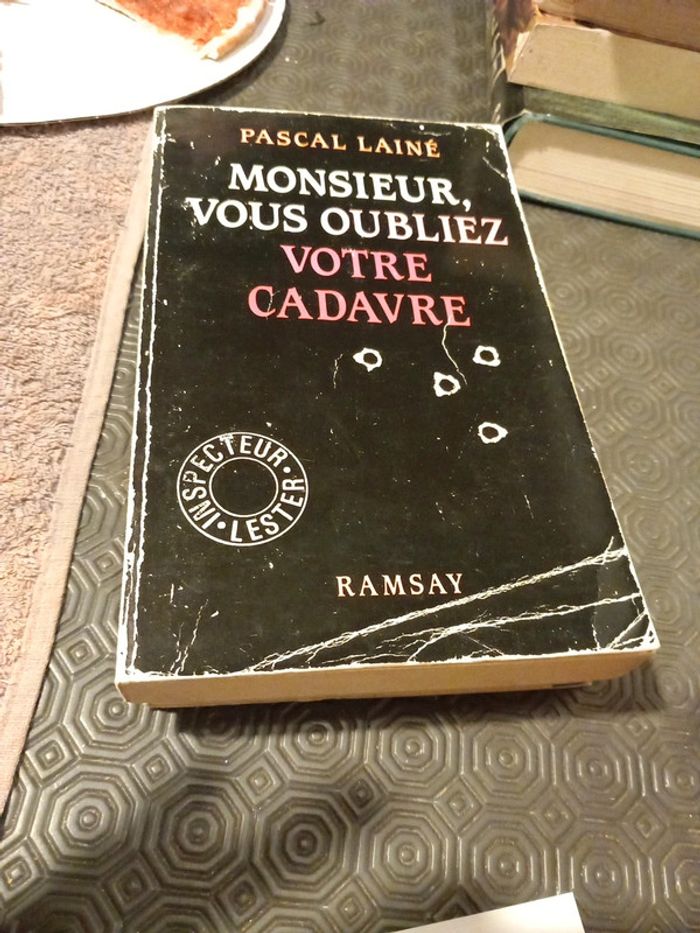 PASCAL LAINÉ
MONSIEUR,
VOUS OUBLIEZ
VOTRE
CADAVRE
INSPECTEUR • LESTER •
RAMSAY